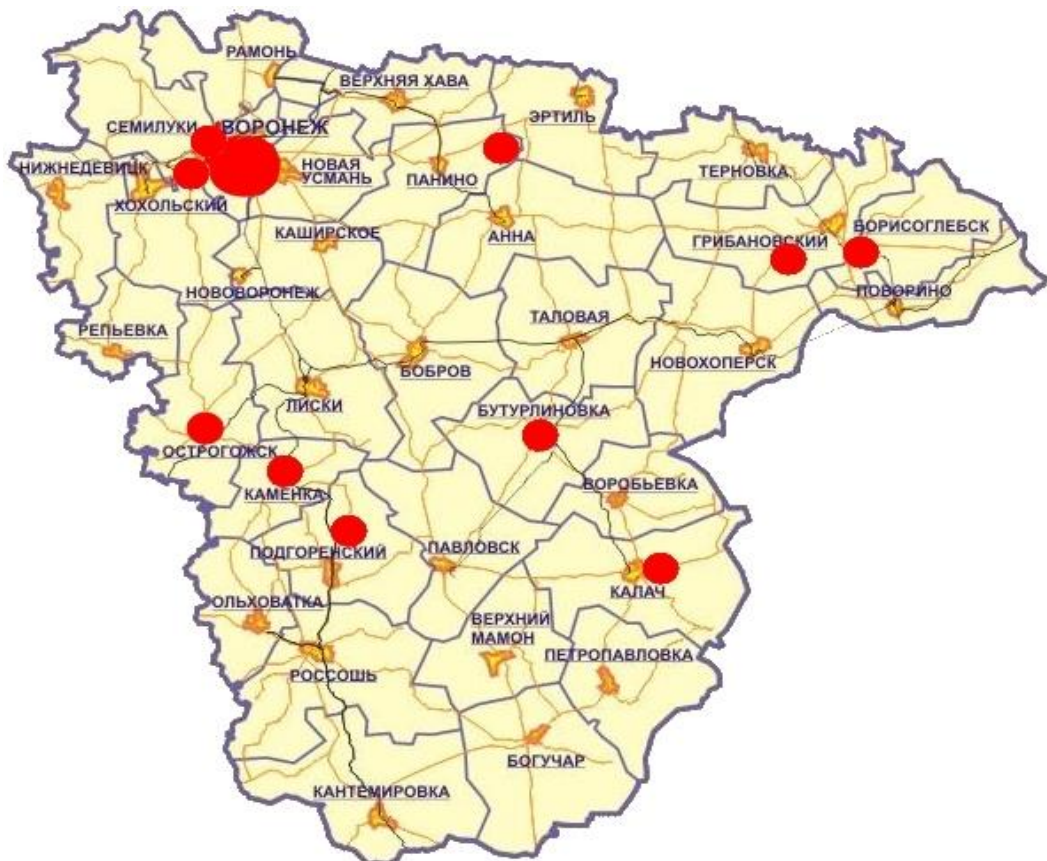 РАМОНЬ
ВЕРХНЯЯ ХАВА
ЭРТИЛЬ
СЕМИЛУКИ
ВОРОНЕЖ
НИЖНЕДЕВИЦК
НОВАЯ
УСМАНЬ
ПАНИНО
ТЕРНОВКА
ХОХОЛЬСКИЙ
КАШИРСКОЕ
АННА
ГРИБАНОВСКИЙ
БОРИСОГЛЕБСК
НОВОВОРОНЕЖ
ПОВОРИНО
РЕПЬЕВКА
ТАЛОВАЯ
НОВОХОПЕРСК
БОБРОВ
ЛИСКИ
БУТУРЛИНОВКА
ОСТРОГОЖСК
КАМЕНКА
ВОРОБЬЕВКА
ПОДГОРЕНСКИЙ
ПАВЛОВСК
КАЛАЧ
ОЛЬХОВАТКА
ВЕРХНИЙ
МАМОН
ПЕТРОПАВЛОВКА
РОССОШЬ
БОГУЧАР
КАНТЕМИРОВКА